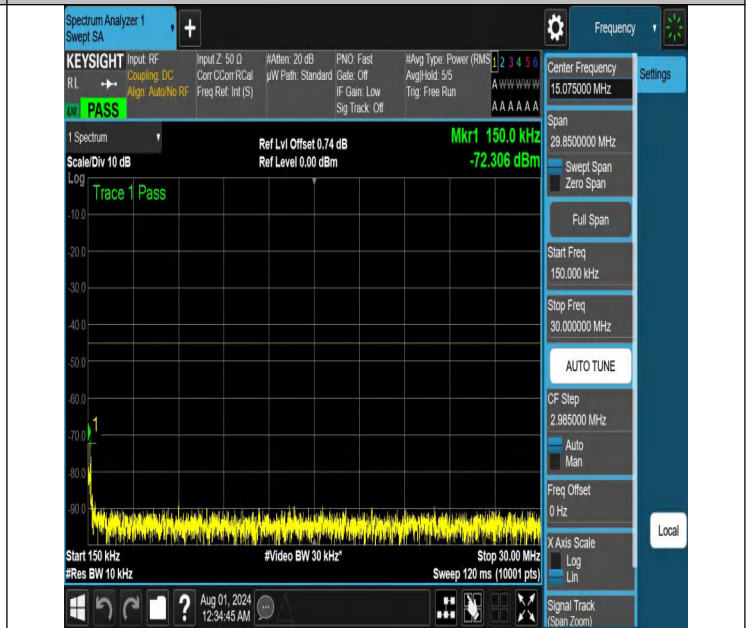 Spectrum Analyzer 1
Swept SA
Frequency
KEYSIGHT
RL
PASS
Input: RF
Coupling: DC
Align: Auto/No RF
Input Z: 50 Ω
Corr CCorr RCal
Freq Ref: Int (S)
#Atten: 20 dB
µW Path: Standard
PNO: Fast
Gate: Off
IF Gain: Low
Sig Track: Off
#Avg Type: Power (RMS
Avg|Hold: 5/5
Trig: Free Run
1 2 3 4 5 6
A W W W W W
A A A A A A
1 Spectrum
Scale/Div 10 dB
Ref Lvl Offset 0.74 dB
Ref Level 0.00 dBm
Mkr1 150.0 kHz
-72.306 dBm
Log
Trace 1 Pass
-10.0
-20.0
-30.0
-40.0
-50.0
-60.0
-70.0
-80.0
-90.0
1
Start 150 kHz
#Res BW 10 kHz
#Video BW 30 kHz*
Stop 30.00 MHz
Sweep 120 ms (10001 pts)
Center Frequency
15.075000 MHz
Settings
Span
29.8500000 MHz
Swept Span
Zero Span
Full Span
Start Freq
150.000 kHz
Stop Freq
30.000000 MHz
AUTO TUNE
CF Step
2.985000 MHz
Auto
Man
Freq Offset
0 Hz
Local
X Axis Scale
Log
Lin
Signal Track
(Span Zoom)
?
Aug 01, 2024
12:34:45 AM